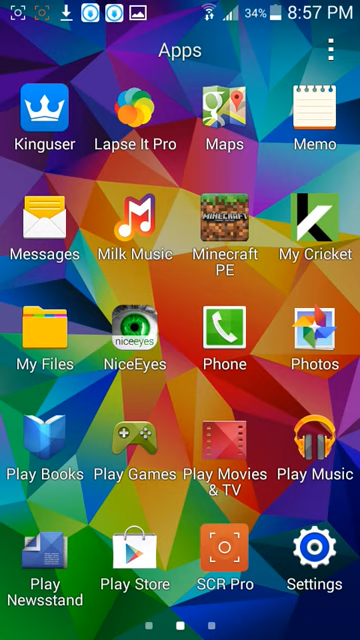 34% 8:57 PM
Apps
Kinguser Lapse It Pro Maps Memo
Messages Milk Music Minecraft PE My Cricket
MINECRAFT
My Files NiceEyes Phone Photos
niceeyes
Play Books Play Games Play Movies & TV Play Music
Play Newsstand Play Store SCR Pro Settings